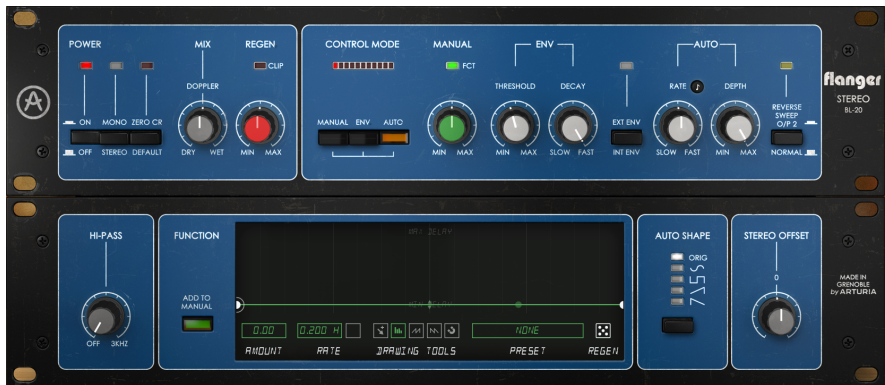 POWER
MIX
REGEN
CLIP
DOPPLER
ON
MONO
ZERO CR
OFF
STEREO
DEFAULT
DRY
WET
MIN
MAX
CONTROL MODE
MANUAL
FCT
ENV
AUTO
THRESHOLD
DECAY
RATE
DEPTH
MANUAL
ENV
AUTO
MIN
MAX
MIN
MAX
SLOW
FAST
EXT ENV
INT ENV
SLOW
FAST
MIN
MAX
REVERSE
SWEEP
O/P 2
NORMAL
flanger
STEREO
BL-20
HI-PASS
OFF
3KHZ
FUNCTION
ADD TO
MANUAL
MAX DELAY
MIN DELAY
0.00
0.200 H
NONE
AMOUNT
RATE
DRAWING TOOLS
PRESET
REGEN
AUTO SHAPE
ORIG
STEREO OFFSET
0
MADE IN
GRENOBLE
by ARTURIA